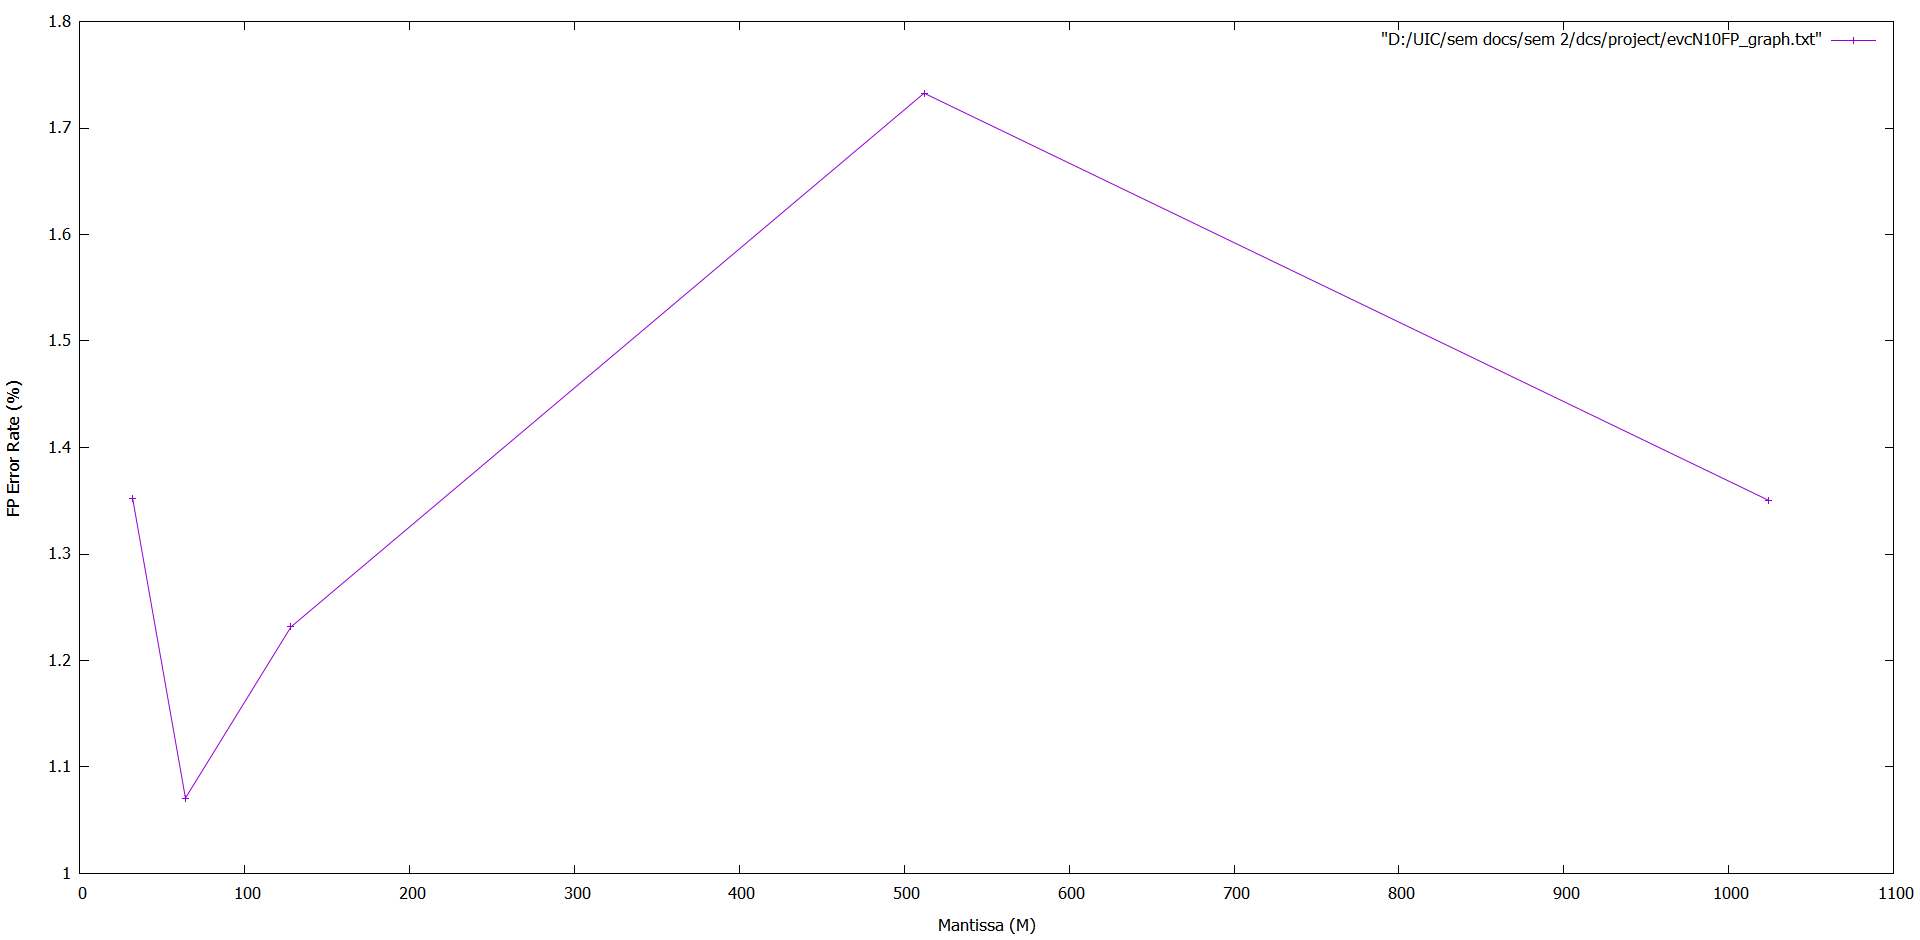 "D:/UIC/sem docs/sem 2/dcs/project/evcN10FP_graph.txt"
1.8
1.7
1.6
1.5
1.4
1.3
1.2
1.1
1
FP Error Rate (%)
0 100 200 300 400 500 600 700 800 900 1000 1100
Mantissa (M)